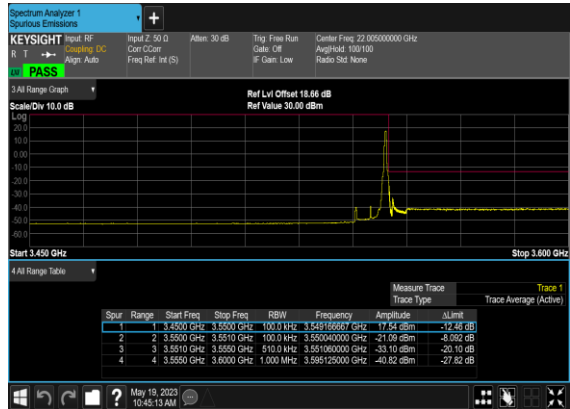 Spectrum Analyzer 1
Spurious Emissions
+
KEYSIGHT Input: RF Input Z: 50 Ω Atten: 30 dB Trig: Free Run Center Freq: 22.005000000 GHz
R T Coupling: DC Corr CCorr Gate: Off Avg|Hold: 100/100
Align: Auto Freq Ref: Int (S) IF Gain: Low Radio Std: None
PASS
3 All Range Graph Ref Lvl Offset 18.66 dB
Scale/Div 10.0 dB Ref Value 30.00 dBm
Log
20.0
10.0
0.00
-10.0
-20.0
-30.0
-40.0
-50.0
-60.0
Start 3.450 GHz Stop 3.600 GHz
4 All Range Table
Measure Trace Trace 1
Trace Type Trace Average (Active)
Spur Range Start Freq Stop Freq RBW Frequency Amplitude ΔLimit
1 1 3.4500 GHz 3.5500 GHz 100.0 kHz 3.549166667 GHz 17.54 dBm -12.46 dB
2 2 3.5500 GHz 3.5510 GHz 100.0 kHz 3.550040000 GHz -21.09 dBm -8.092 dB
3 3 3.5510 GHz 3.5550 GHz 510.0 kHz 3.551060000 GHz -33.10 dBm -20.10 dB
4 4 3.5550 GHz 3.6000 GHz 1.000 MHz 3.595125000 GHz -40.82 dBm -27.82 dB
? May 19, 2023
10:45:13 AM